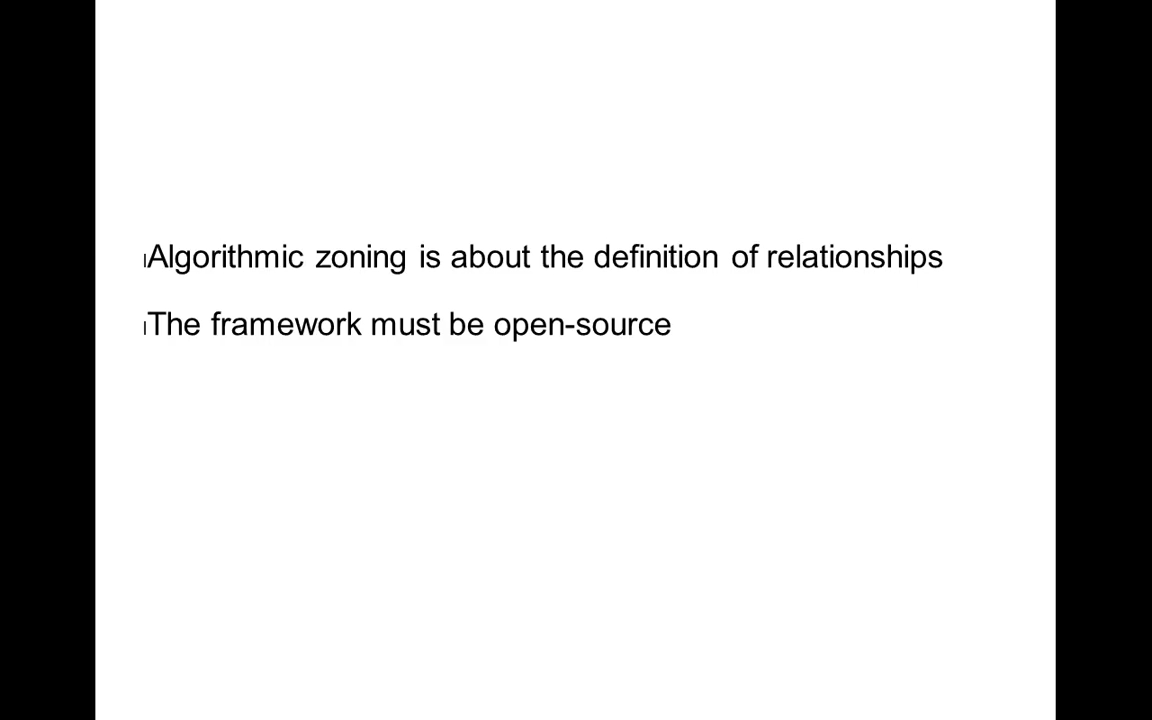 Algorithmic zoning is about the definition of relationships
The framework must be open-source